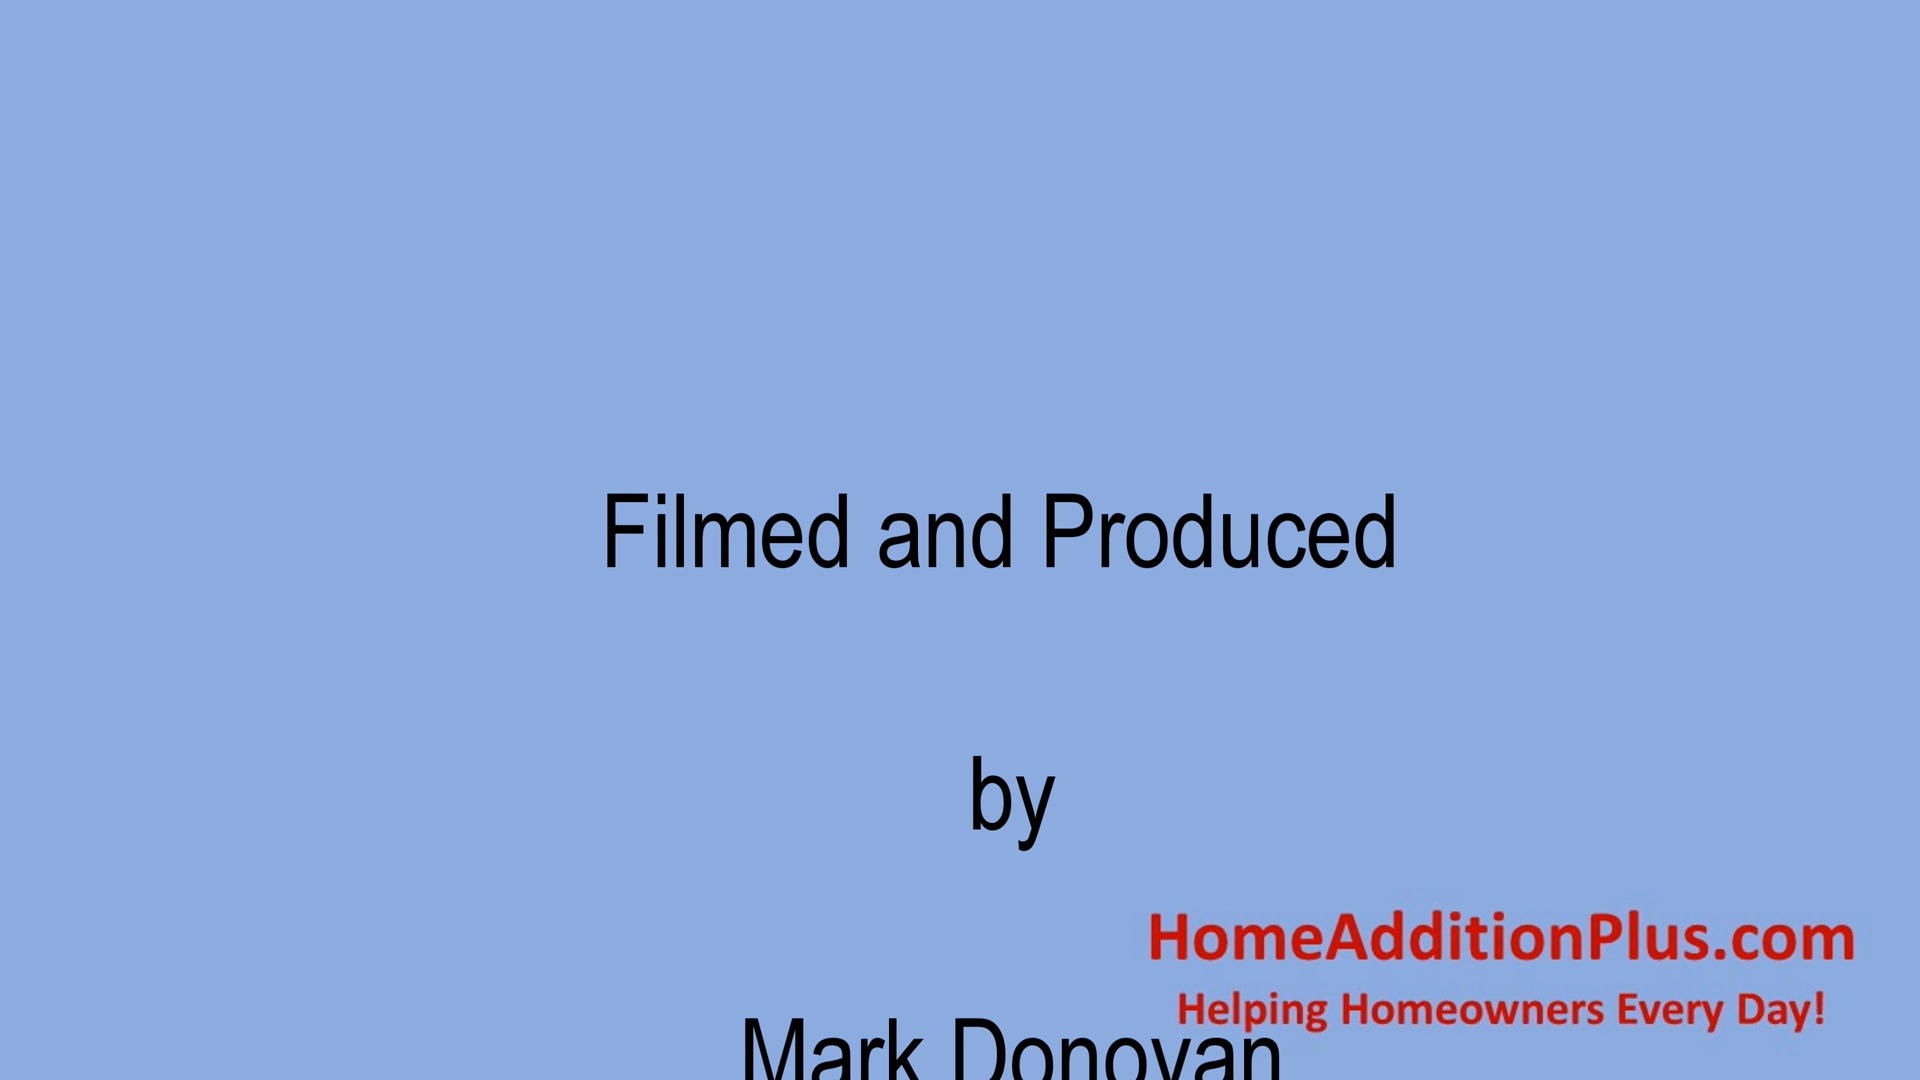 Filmed and Produced
by
HomeAdditionPlus.com
Helping Homeowners Every Day!
Mark Donovan